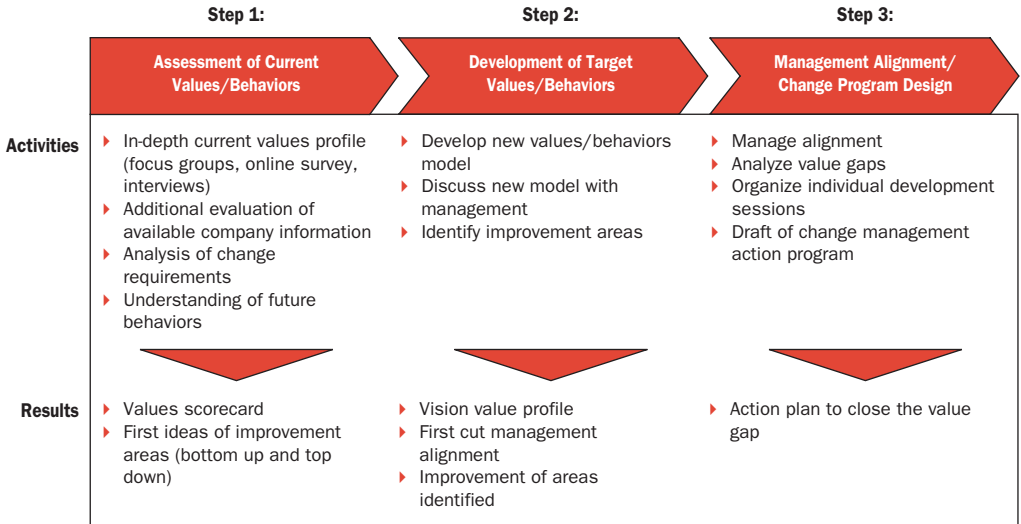 Step 1:
Step 2:
Step 3:
Assessment of Current
Values/Behaviors
Development of Target
Values/Behaviors
Management Alignment/
Change Program Design
Activities
In-depth current values profile
(focus groups, online survey,
interviews)
Additional evaluation of
available company information
Analysis of change
requirements
Understanding of future
behaviors
Develop new values/behaviors
model
Discuss new model with
management
Identify improvement areas
Manage alignment
Analyze value gaps
Organize individual development
sessions
Draft of change management
action program
Results
Values scorecard
First ideas of improvement
areas (bottom up and top
down)
Vision value profile
First cut management
alignment
Improvement of areas
identified
Action plan to close the value
gap